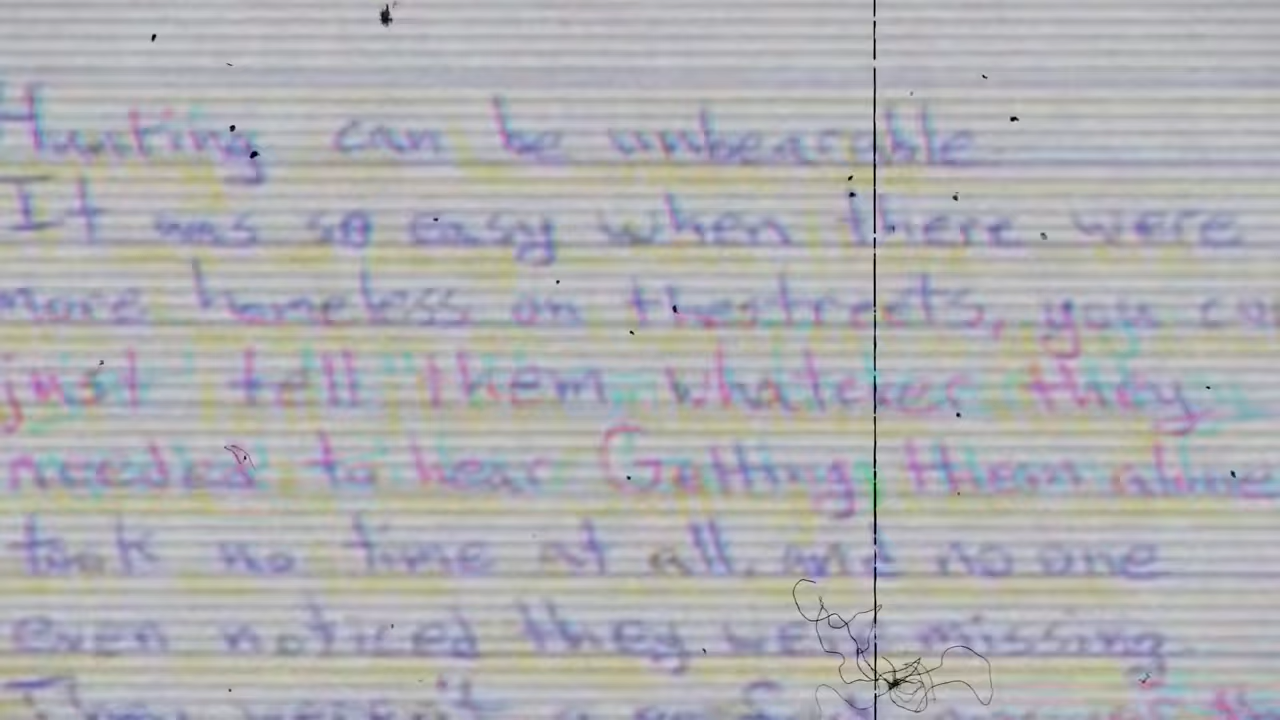 Hunting can be unbearable
It was so easy when there were
more homeless on thestreets, you
just tell them whatever they
needed to hear Getting them alone
took no time at all, and no one
even noticed they were missing